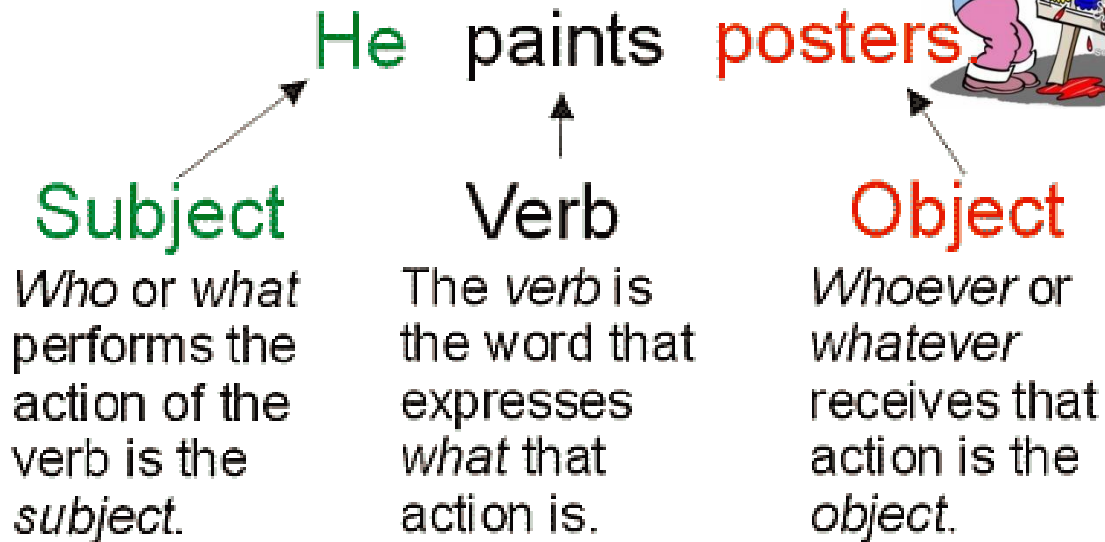 He paints posters.
Subject
Verb
Object
Who or what
performs the
action of the
verb is the
subject.
The verb is
the word that
expresses
what that
action is.
Whoever or
whatever
receives that
action is the
object.